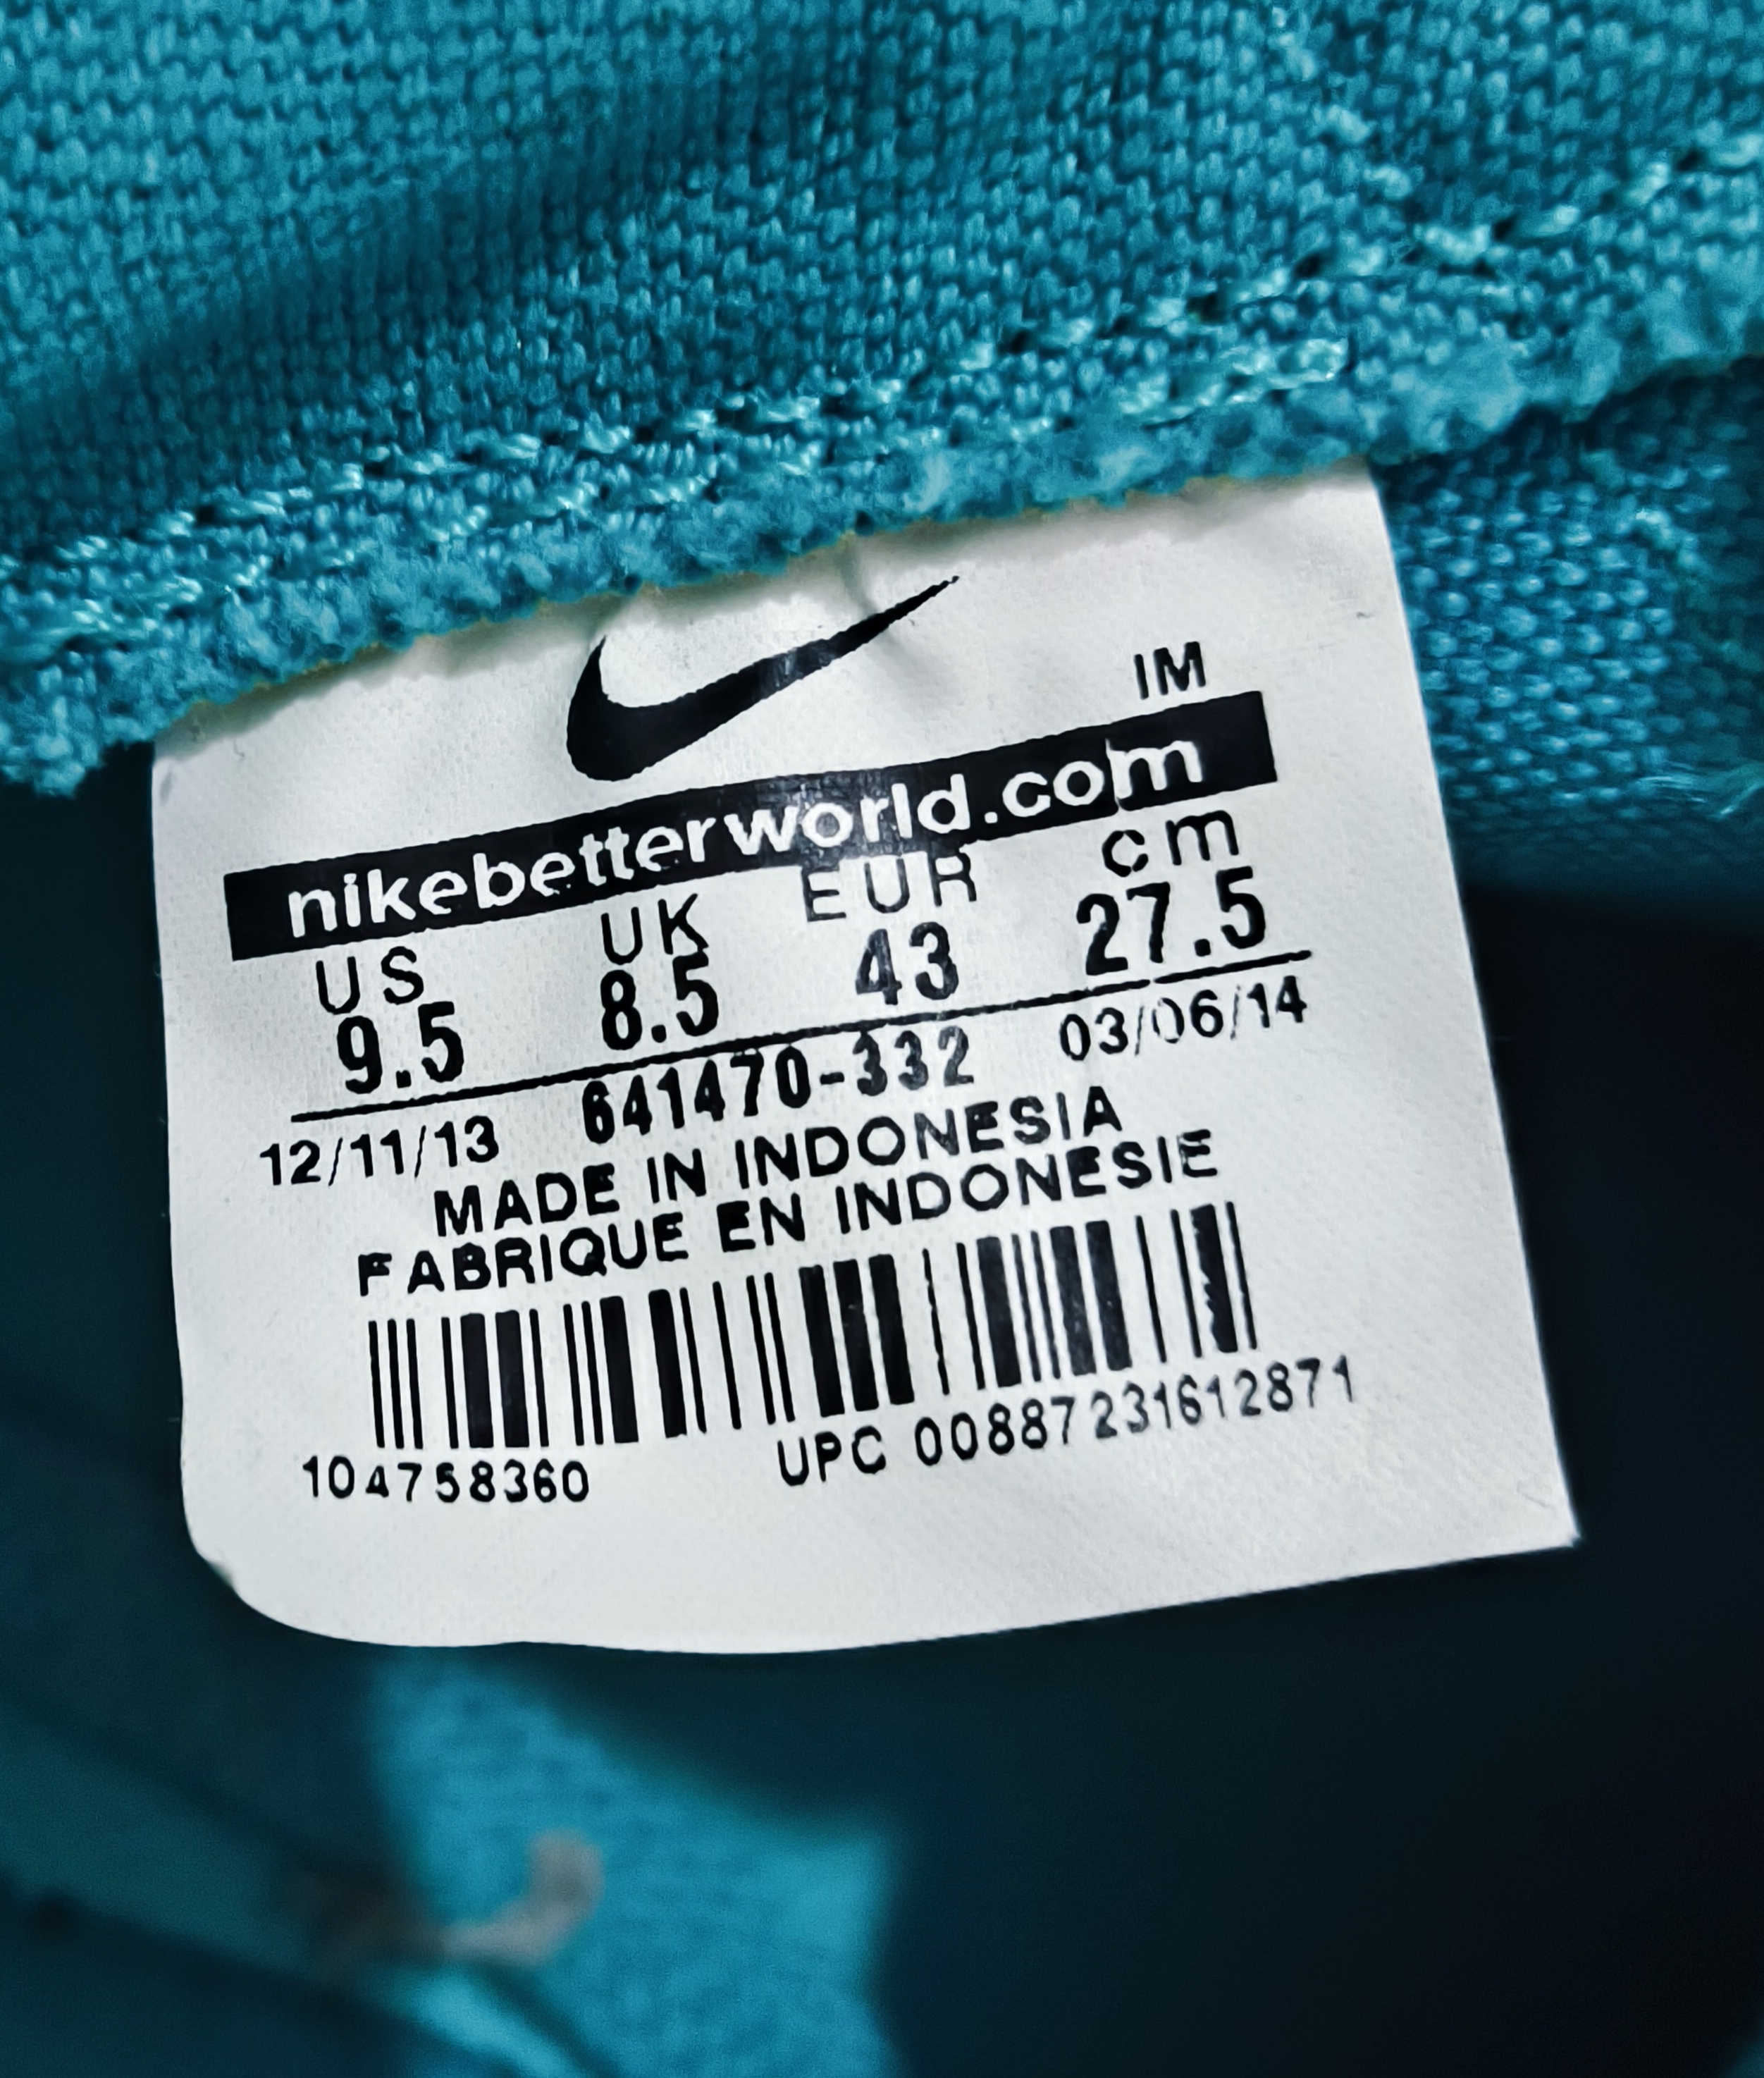 IM
nikebetterworld.com
US UK EUR cm
9.5 8.5 43 27.5
12/11/13 641470-332 03/06/14
MADE IN INDONESIA
FABRIQUE EN INDONESIE
104758360 UPC 00887231612871